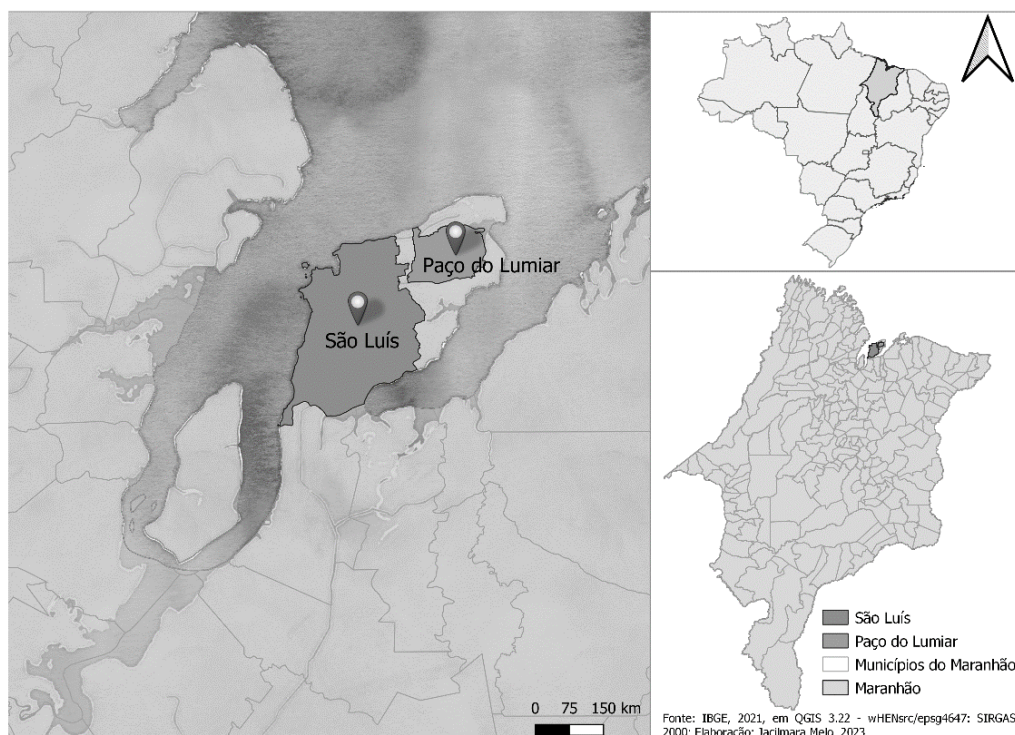 Paço do Lumiar
São Luís
0 75 150 km
São Luís
Paço do Lumiar
Municípios do Maranhão
Maranhão
Fonte: IBGE, 2021, em QGIS 3.22 - wHENsrc/epsg4647: SIRGAS
2000; Elaboração: Jacilmara Melo, 2023